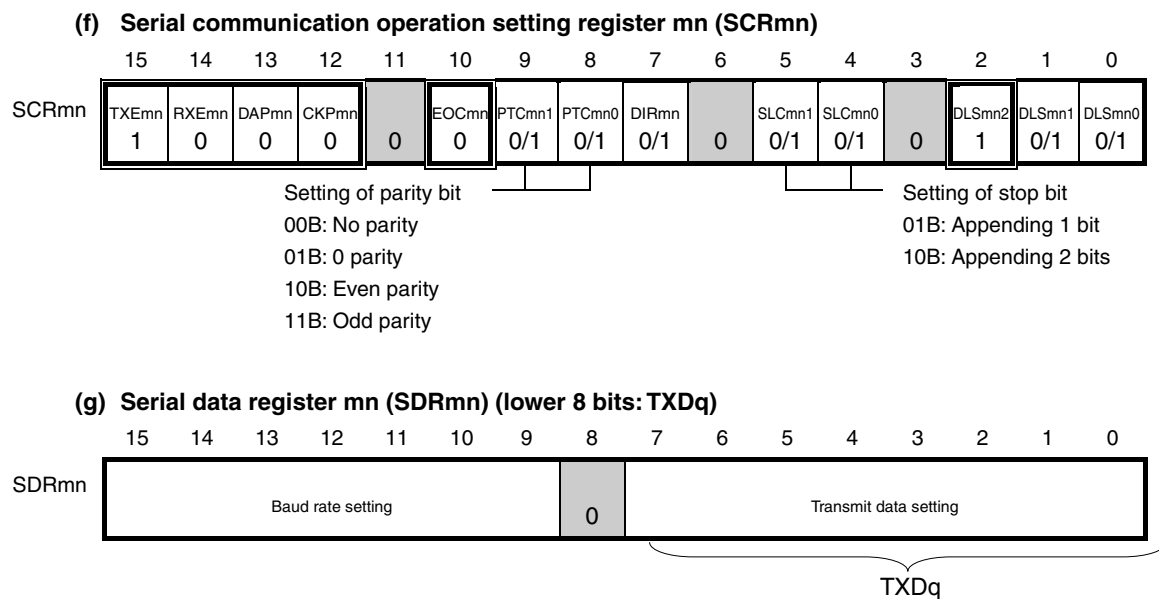 (f) Serial communication operation setting register mn (SCRmn)
15 14 13 12 11 10 9 8 7 6 5 4 3 2 1 0
SCRmn TXEmn RXEmn DAPmn CKPmn EOCmn PTCmn1 PTCmn0 DIRmn SLCmn1 SLCmn0 DLSmn2 DLSmn1 DLSmn0
1 0 0 0 0 0 0/1 0/1 0/1 0 0/1 0/1 0 1 0/1 0/1
Setting of parity bit Setting of stop bit
00B: No parity 01B: Appending 1 bit
01B: 0 parity 10B: Appending 2 bits
10B: Even parity
11B: Odd parity
(g) Serial data register mn (SDRmn) (lower 8 bits: TXDq)
15 14 13 12 11 10 9 8 7 6 5 4 3 2 1 0
SDRmn Baud rate setting 0 Transmit data setting
TXDq